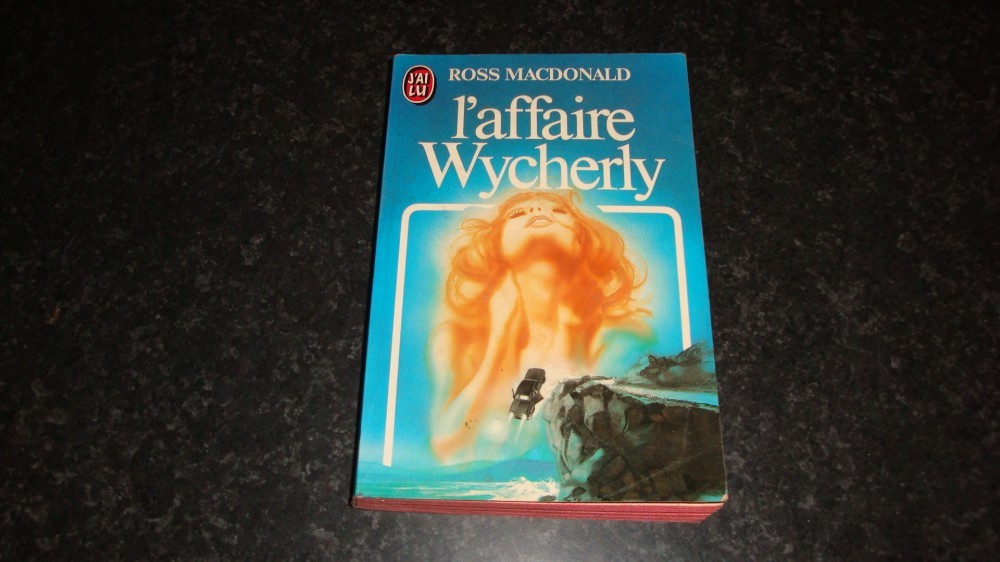 J'AI
LU
ROSS MACDONALD
l'affaire
Wycherly